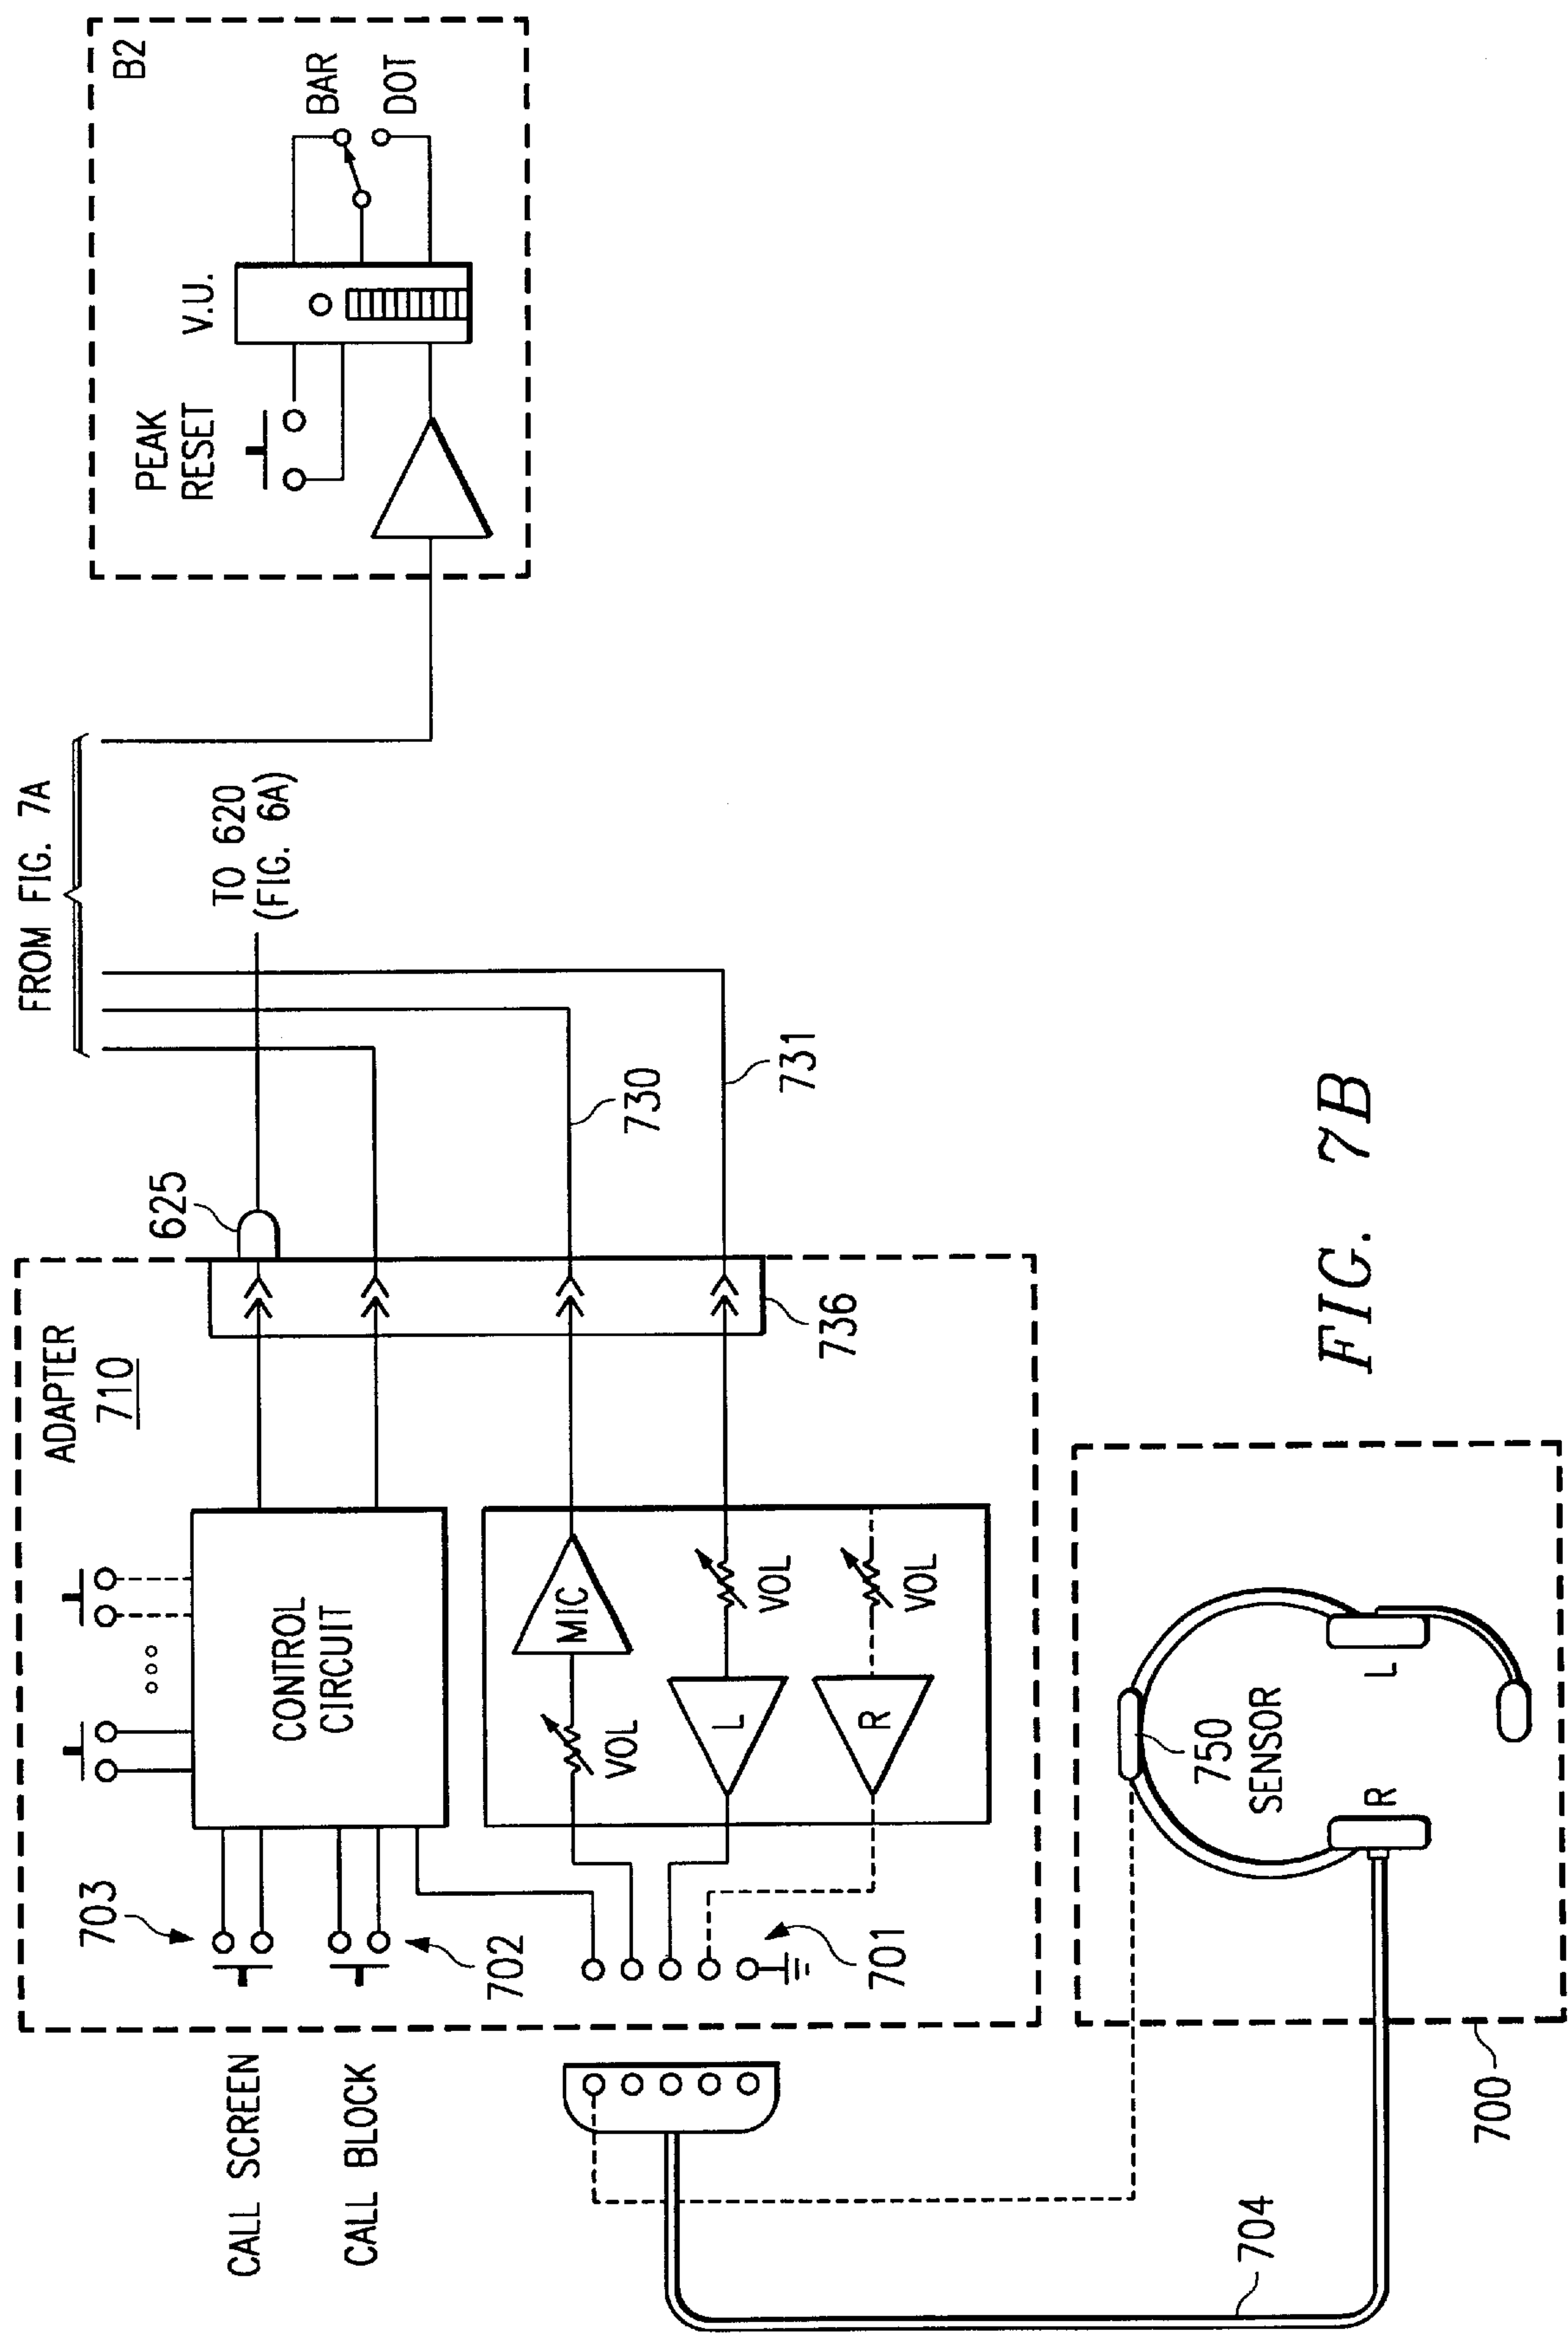 CALL SCREEN
CALL BLOCK
704
700
703
702
701
ADAPTER
710
CONTROL
CIRCUIT
ooo
MIC
VOL
L
VOL
R
VOL
736
625
730
731
750
SENSOR
R
L
FROM FIG. 7A
TO 620
(FIG. 6A)
B2
PEAK
RESET
V.U.
BAR
DOT
FIG. 7B